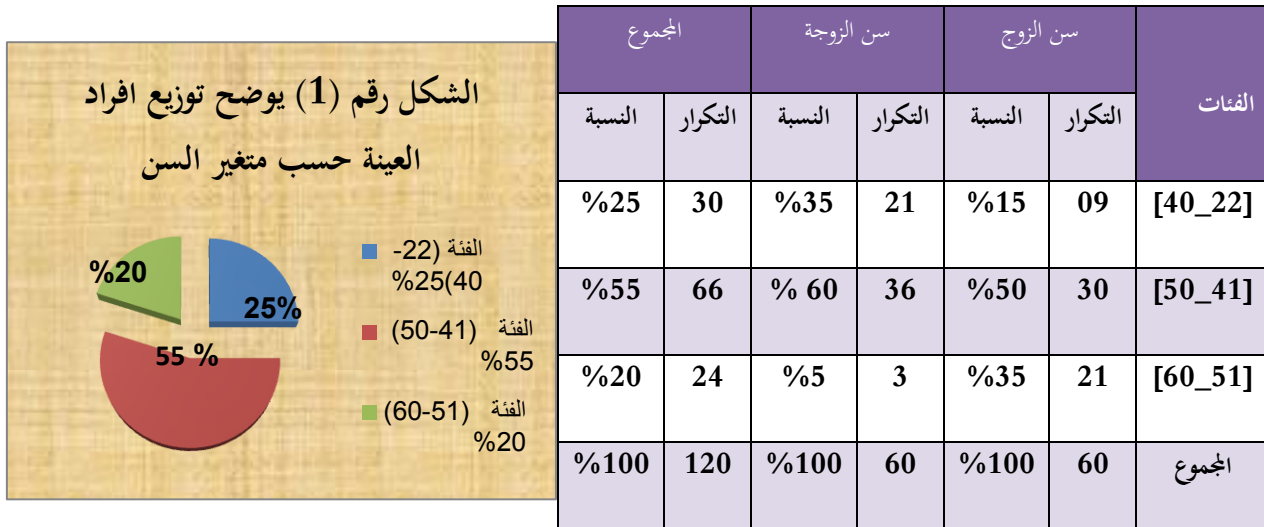 الشكل رقم (1) يوضح توزيع افراد
العينة حسب متغير السن
%20
25%
55 %
الفئة (22-
40)25%
الفئة (41-50)
%55
الفئة (51-60)
%20
الفئات سن الزوج سن الزوجة المجموع
التكرار النسبة التكرار النسبة التكرار النسبة
[40_22] 09 %15 21 %35 30 %25
[50_41] 30 %50 36 % 60 % 66 %55
[60_51] 21 %35 3 %5 24 %20
المجموع 60 %100 60 %100 120 %100